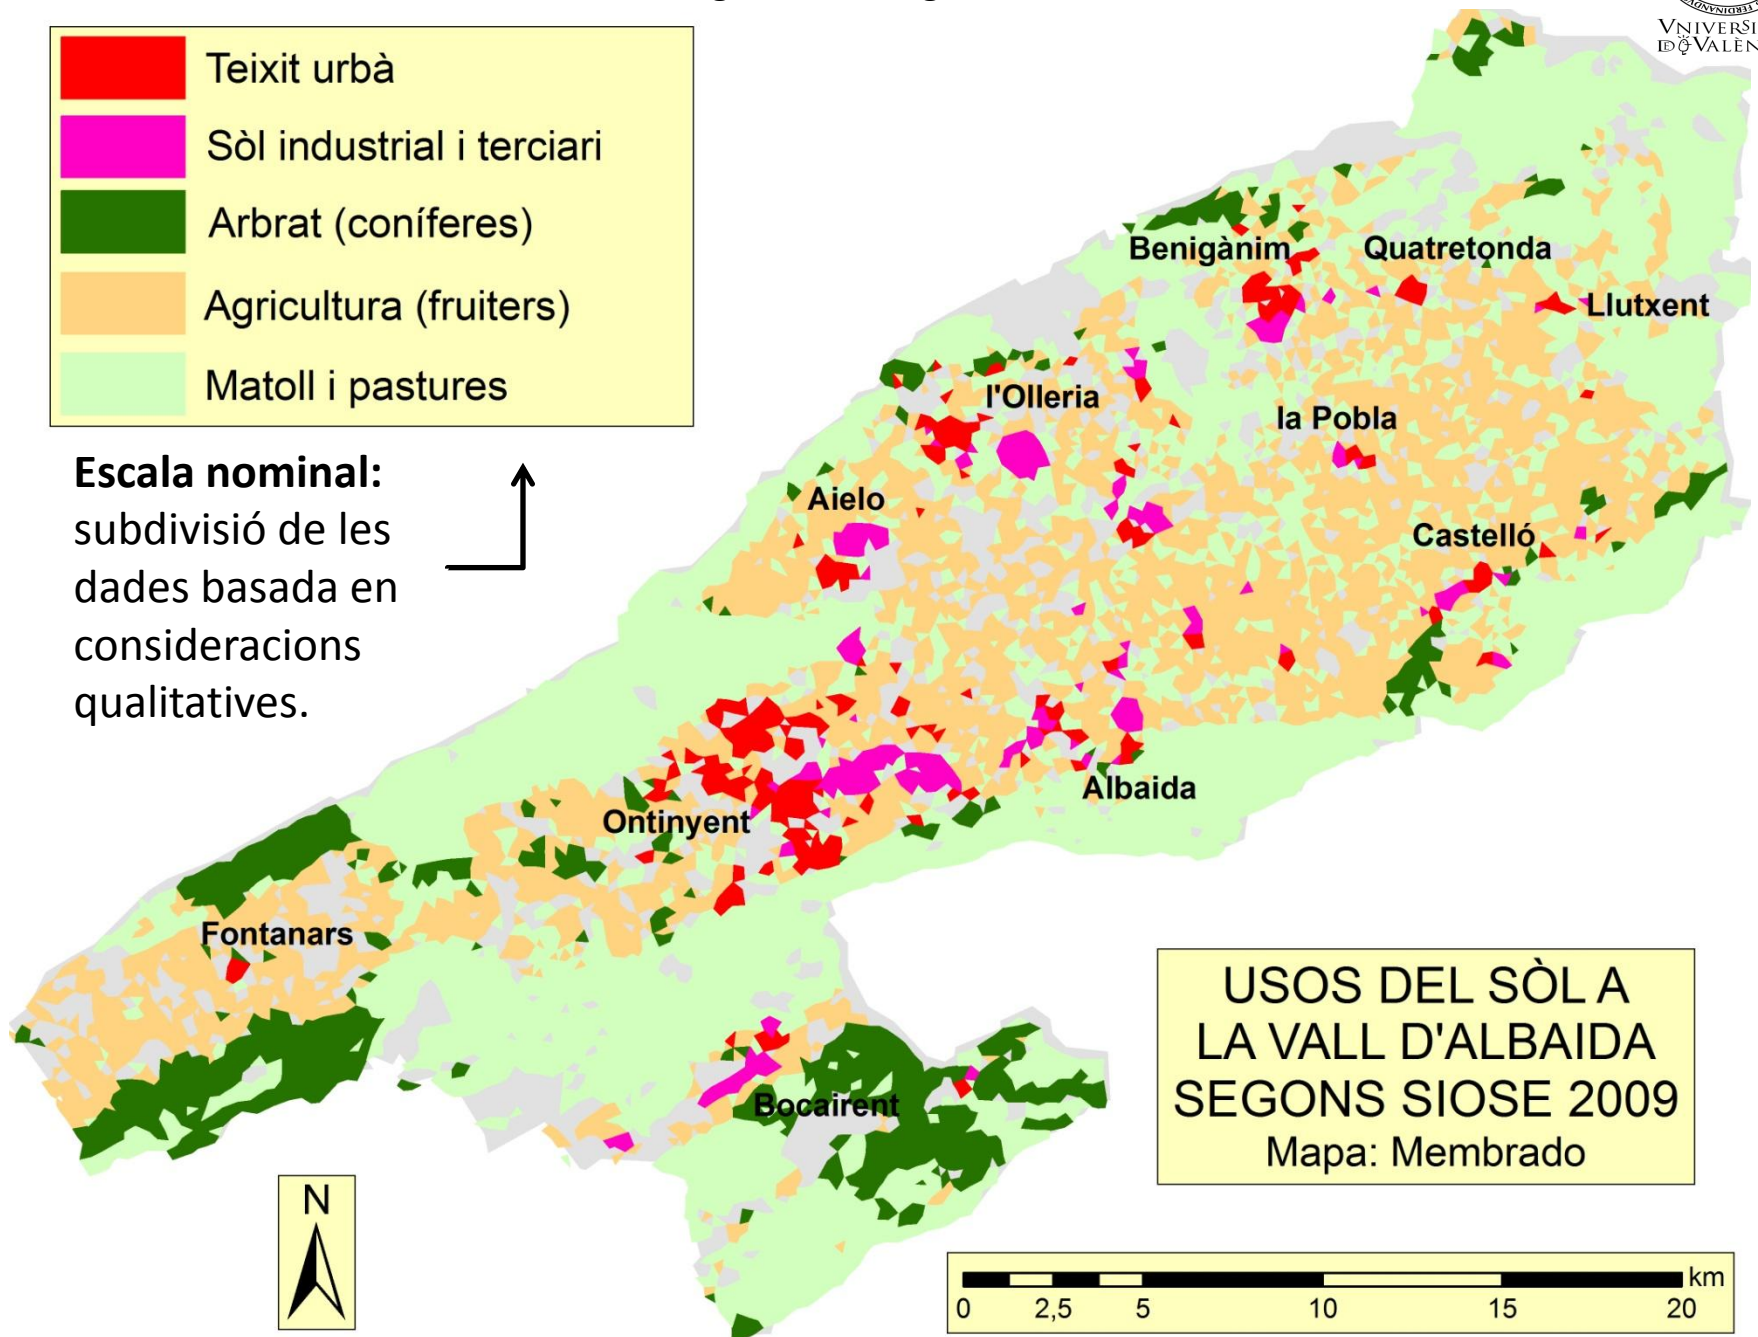 VNIVERSI
VALÈN
Teixit urbà
Sòl industrial i terciari
Arbrat (coníferes)
Agricultura (fruiters)
Matoll i pastures
Escala nominal:
subdivisió de les
dades basada en
consideracions
qualitatives.
Benigànim
Quatretonda
Llutxent
l'Olleria
la Pobla
Aielo
Castelló
Albaida
Ontinyent
Fontanars
Bocairent
USOS DEL SÒL A
LA VALL D'ALBAIDA
SEGONS SIOSE 2009
Mapa: Membrado
N
km
0 2,5 5 10 15 20